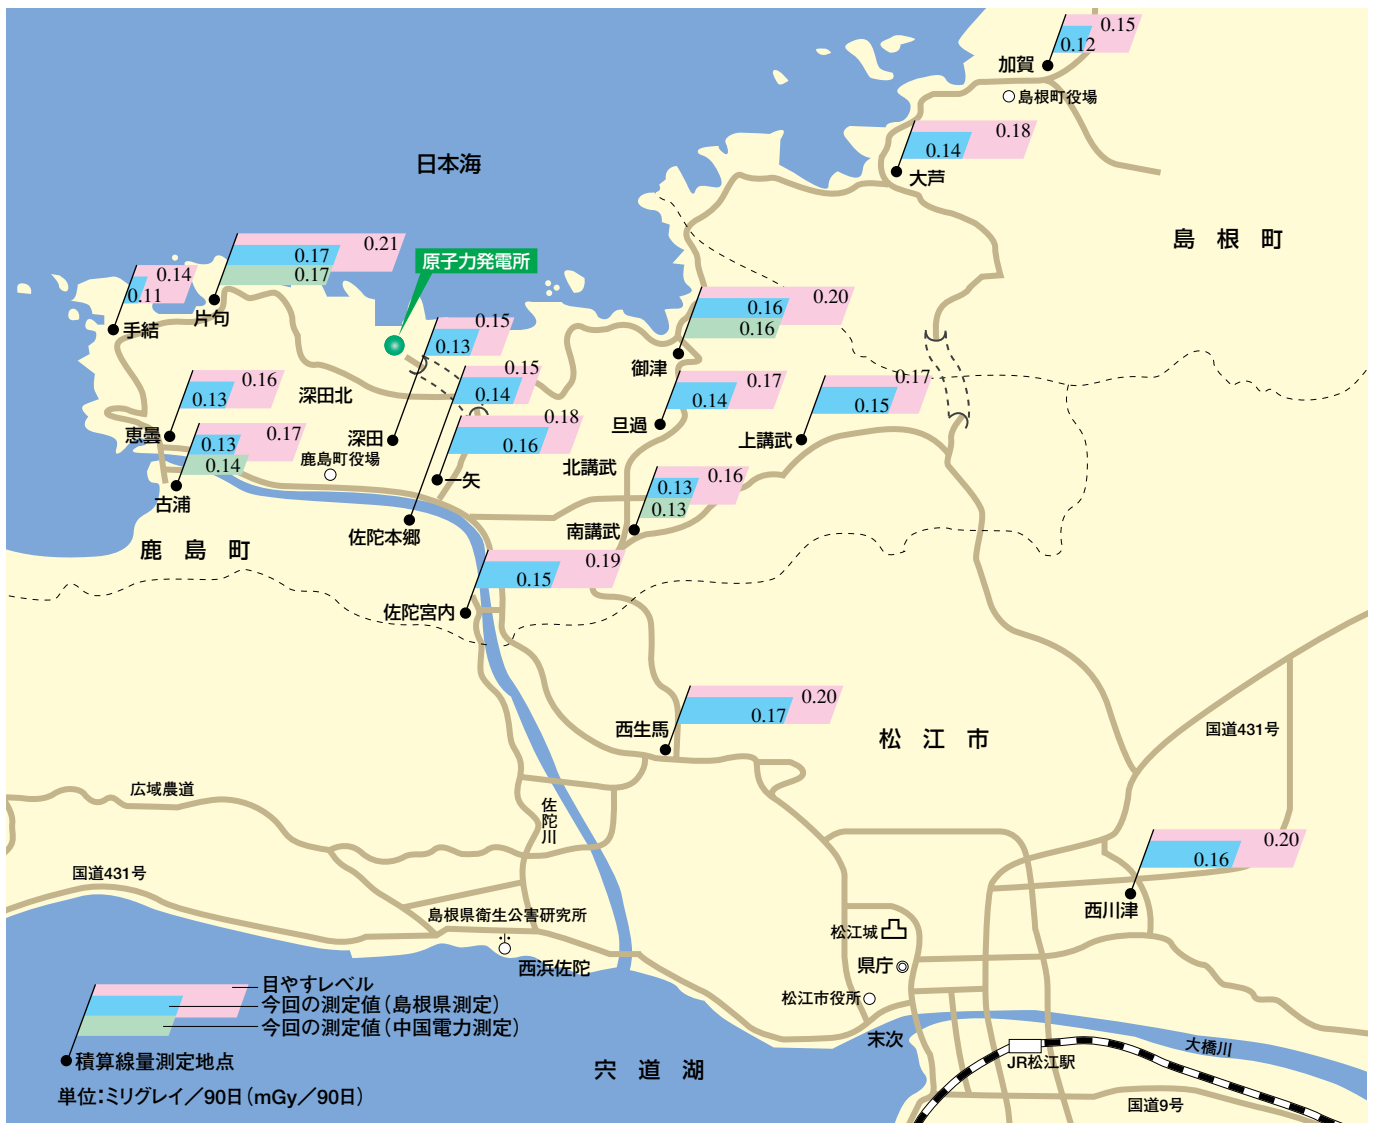 0.15
0.12
加賀
島根町役場
0.18
0.14
大芦
日本海
島根町
0.21
0.17
0.17
片句
原子力発電所
0.14
0.11
手結
0.20
0.16
0.16
御津
0.15
0.13
深田
0.15
0.14
佐陀本郷
0.16
0.13
恵曇
深田北
0.17
0.14
旦過
0.17
0.15
上講武
0.18
0.16
一矢
北講武
0.17
0.13
0.14
古浦
鹿島町役場
0.16
0.13
0.13
南講武
鹿島町
0.19
0.15
佐陀宮内
0.20
0.17
西生馬
松江市
国道431号
広域農道
佐陀川
0.20
0.16
西川津
国道431号
島根県衛生公害研究所
西浜佐陀
松江城
県庁
松江市役所
末次
大橋川
JR松江駅
宍道湖
国道9号
目やすレベル
今回の測定値(島根県測定)
今回の測定値(中国電力測定)
積算線量測定地点
単位:ミリグレイ／90日(mGy／90日)